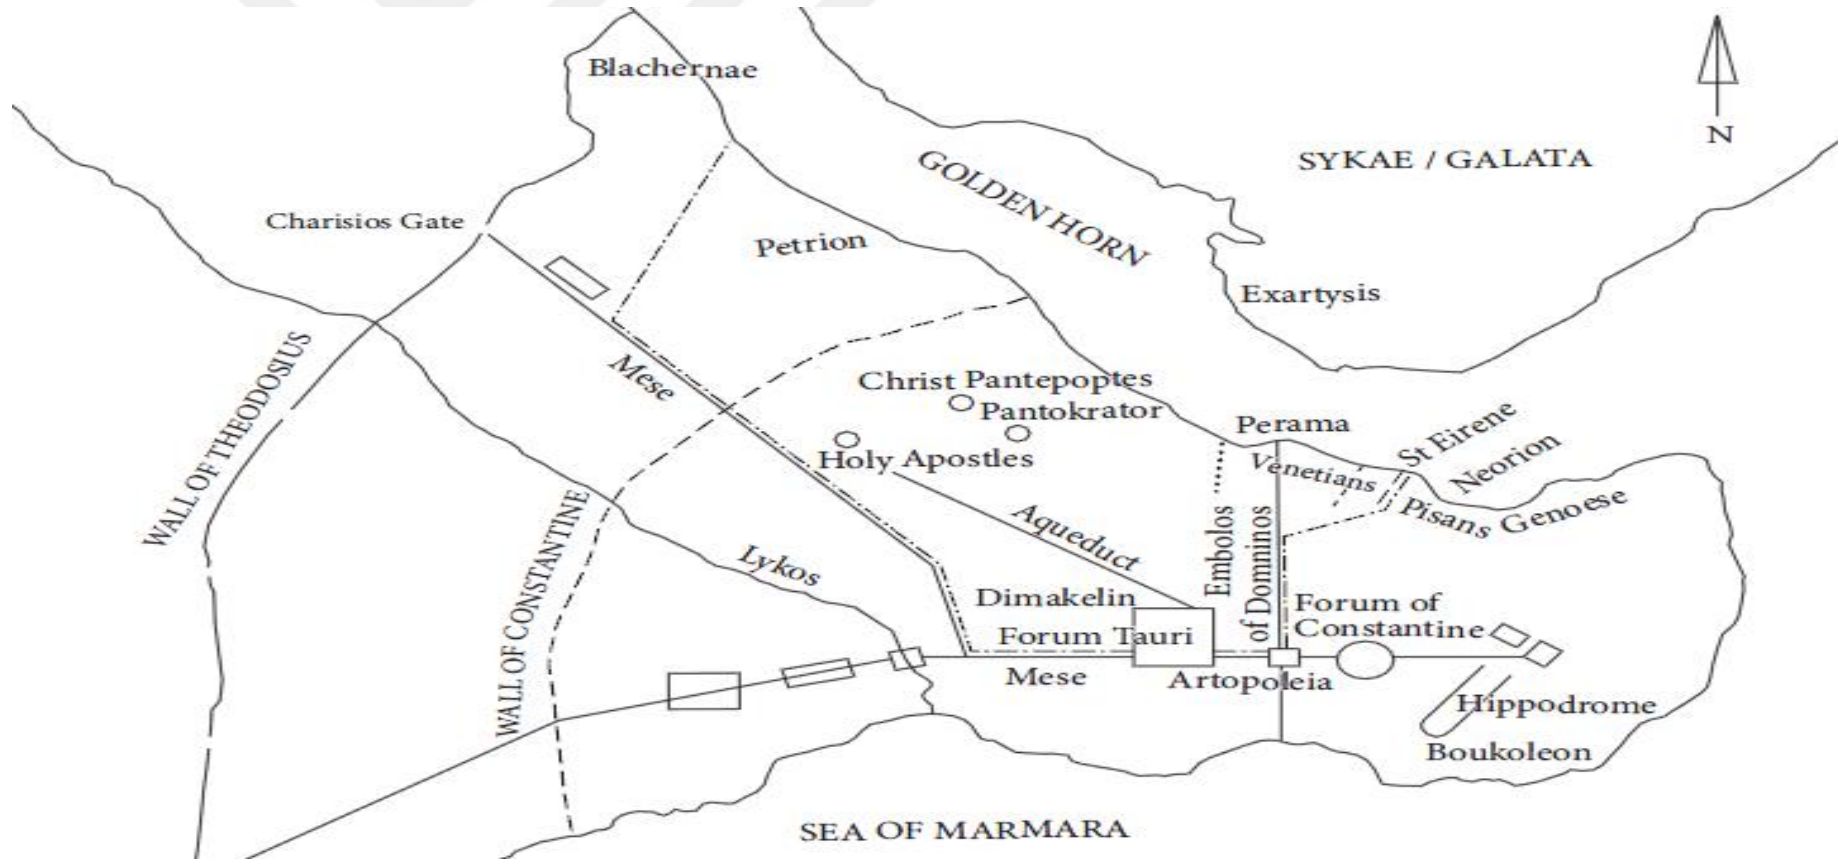 Blachernae
N
SYKAE / GALATA
GOLDEN HORN
Charisios Gate
Petrion
Exartysis
WALL OF THEODOSIUS
Mese
Christ Pantepoptes
Pantokrator
Holy Apostles
Perama
St Eirene
Neorion
Venetians
Pisans
Genoese
WALL OF CONSTANTINE
Lykos
Aqueduct
Embolos
of Dominos
Dimakelin
Forum Tauri
Forum of
Constantine
Mese
Artopoleia
Hippodrome
Boukoleon
SEA OF MARMARA